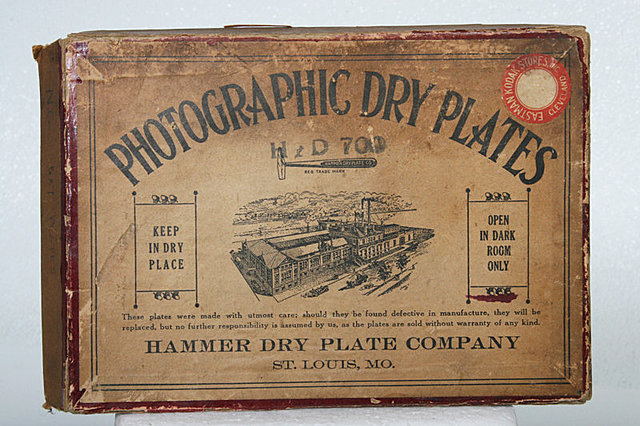 PHOTOGRAPHIC DRY PLATES
EASTMAN KODAK STORES, INC.
CLEVELAND
H & D 700
HAMMER DRY PLATE CO.
REG. TRADE MARK
KEEP
IN DRY
PLACE
OPEN
IN DARK
ROOM
ONLY
These plates were made with utmost care; should they be found defective in manufacture, they will be
replaced, but no further responsibility is assumed by us, as the plates are sold without warranty of any kind.
HAMMER DRY PLATE COMPANY
ST. LOUIS, MO.